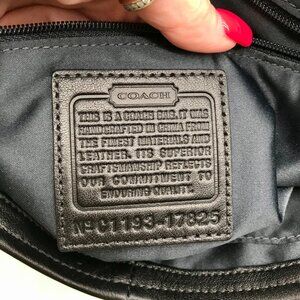 COACH
THIS IS A COACH BAG. IT WAS
HANDCRAFTED IN CHINA FROM
THE FINEST MATERIALS AND
LEATHER. ITS SUPERIOR
CRAFTSMANSHIP REFLECTS
OUR COMMITMENT TO
ENDURING QUALITY.
Nº C1193-17825